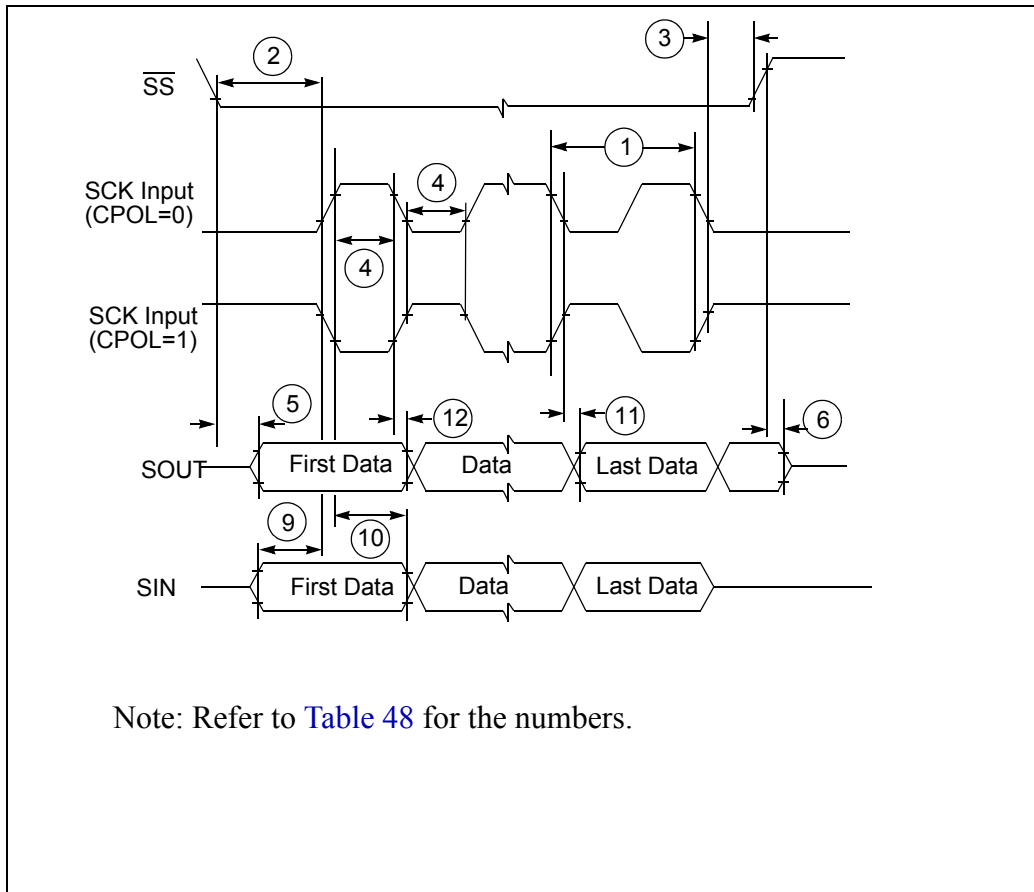 3
2
SS
1
SCK Input
(CPOL=0)
4
4
SCK Input
(CPOL=1)
5
12
11
6
SOUT
First Data
Data
Last Data
9
10
SIN
First Data
Data
Last Data
Note: Refer to Table 48 for the numbers.